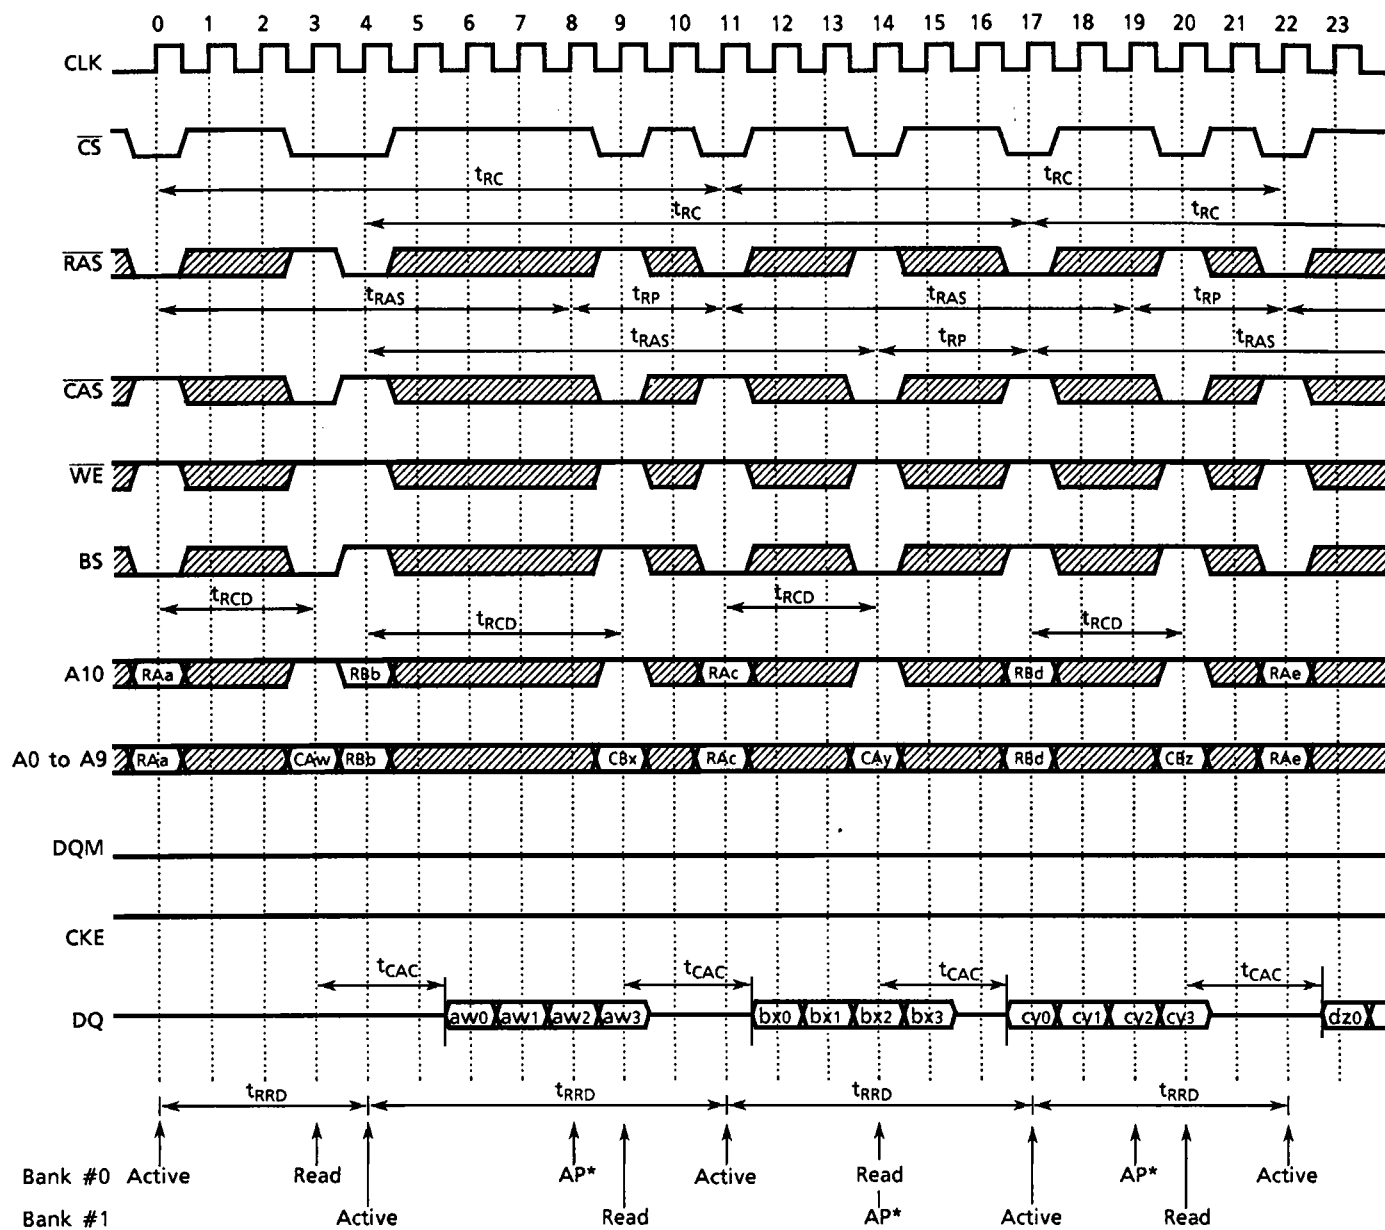 0 1 2 3 4 5 6 7 8 9 10 11 12 13 14 15 16 17 18 19 20 21 22 23
CLK
CS
tRC tRC
tRC tRC
RAS
tRAS tRP tRAS tRP
tRAS tRP tRAS
CAS
WE
BS
tRCD tRCD
tRCD tRCD
A10 RAa RBb RAc RBd RAe
A0 to A9 RAa CAw RBb CBx RAc CAy RBd CBz RAe
DQM
CKE
tCAC tCAC tCAC tCAC
DQ aw0 aw1 aw2 aw3 bx0 bx1 bx2 bx3 cy0 cy1 cy2 cy3 dz0
tRRD tRRD tRRD tRRD
Bank #0 Active Read AP* Active Read AP* Active
Bank #1 Active Read AP* Active Read